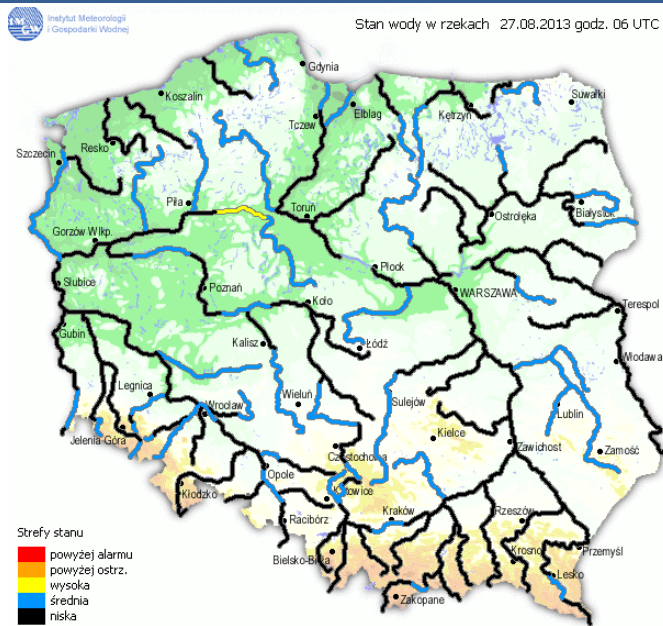 IMGW
Instytut Meteorologii
i Gospodarki Wodnej
Stan wody w rzekach 27.08.2013 godz. 06 UTC
Gdynia
Koszalin
Suwałki
Elbląg
Kętrzyn
Tczew
Resko
Szczecin
Piła
Toruń
Białystok
Ostrołęka
Gorzów Wlkp.
Płock
Słubice
Poznań
WARSZAWA
Koło
Terespol
Gubin
Kalisz
Łódź
Włodawa
Legnica
Wieluń
Sulejów
Wrocław
Lublin
Jelenia Góra
Kielce
Zawichost
Zamość
Częstochowa
Opole
Kłodzko
Katowice
Racibórz
Kraków
Rzeszów
Przemyśl
Bielsko-Biała
Krosno
Lesko
Zakopane
Strefy stanu
powyżej alarmu
powyżej ostrz.
wysoka
średnia
niska